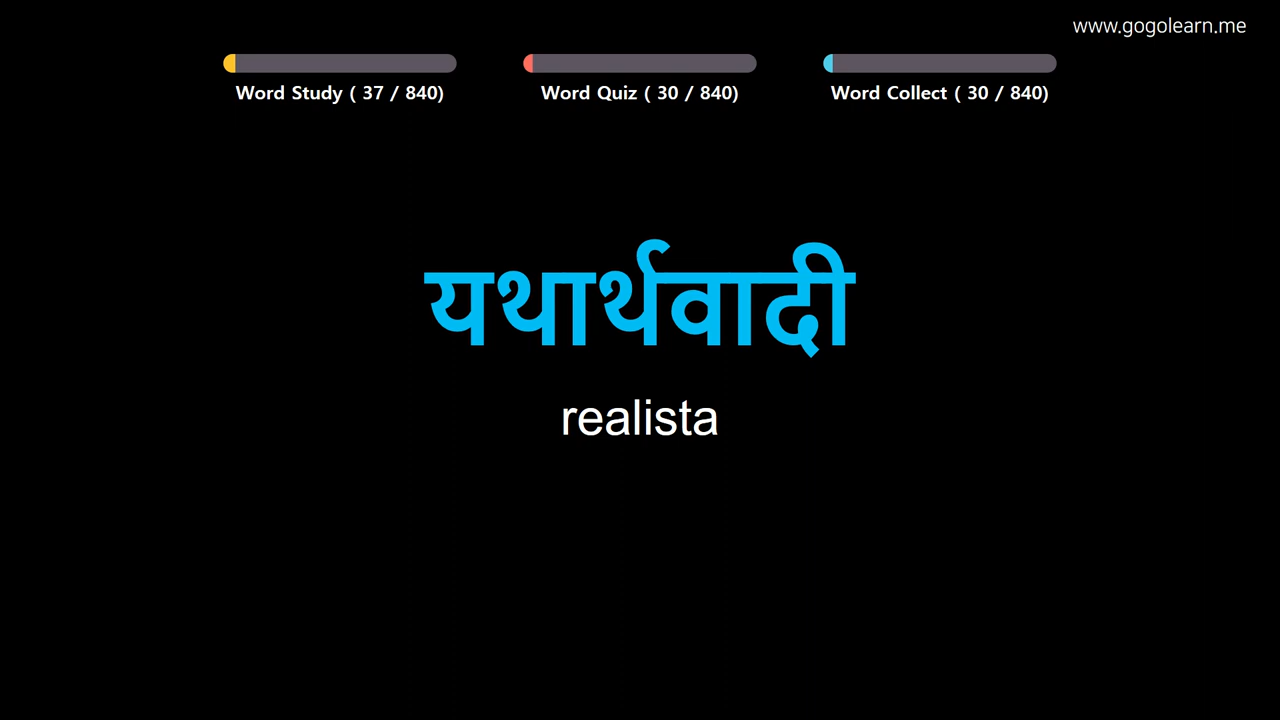 www.gogolearn.me
Word Study ( 37 / 840)
Word Quiz ( 30 / 840)
Word Collect ( 30 / 840)
यथार्थवादी
realista